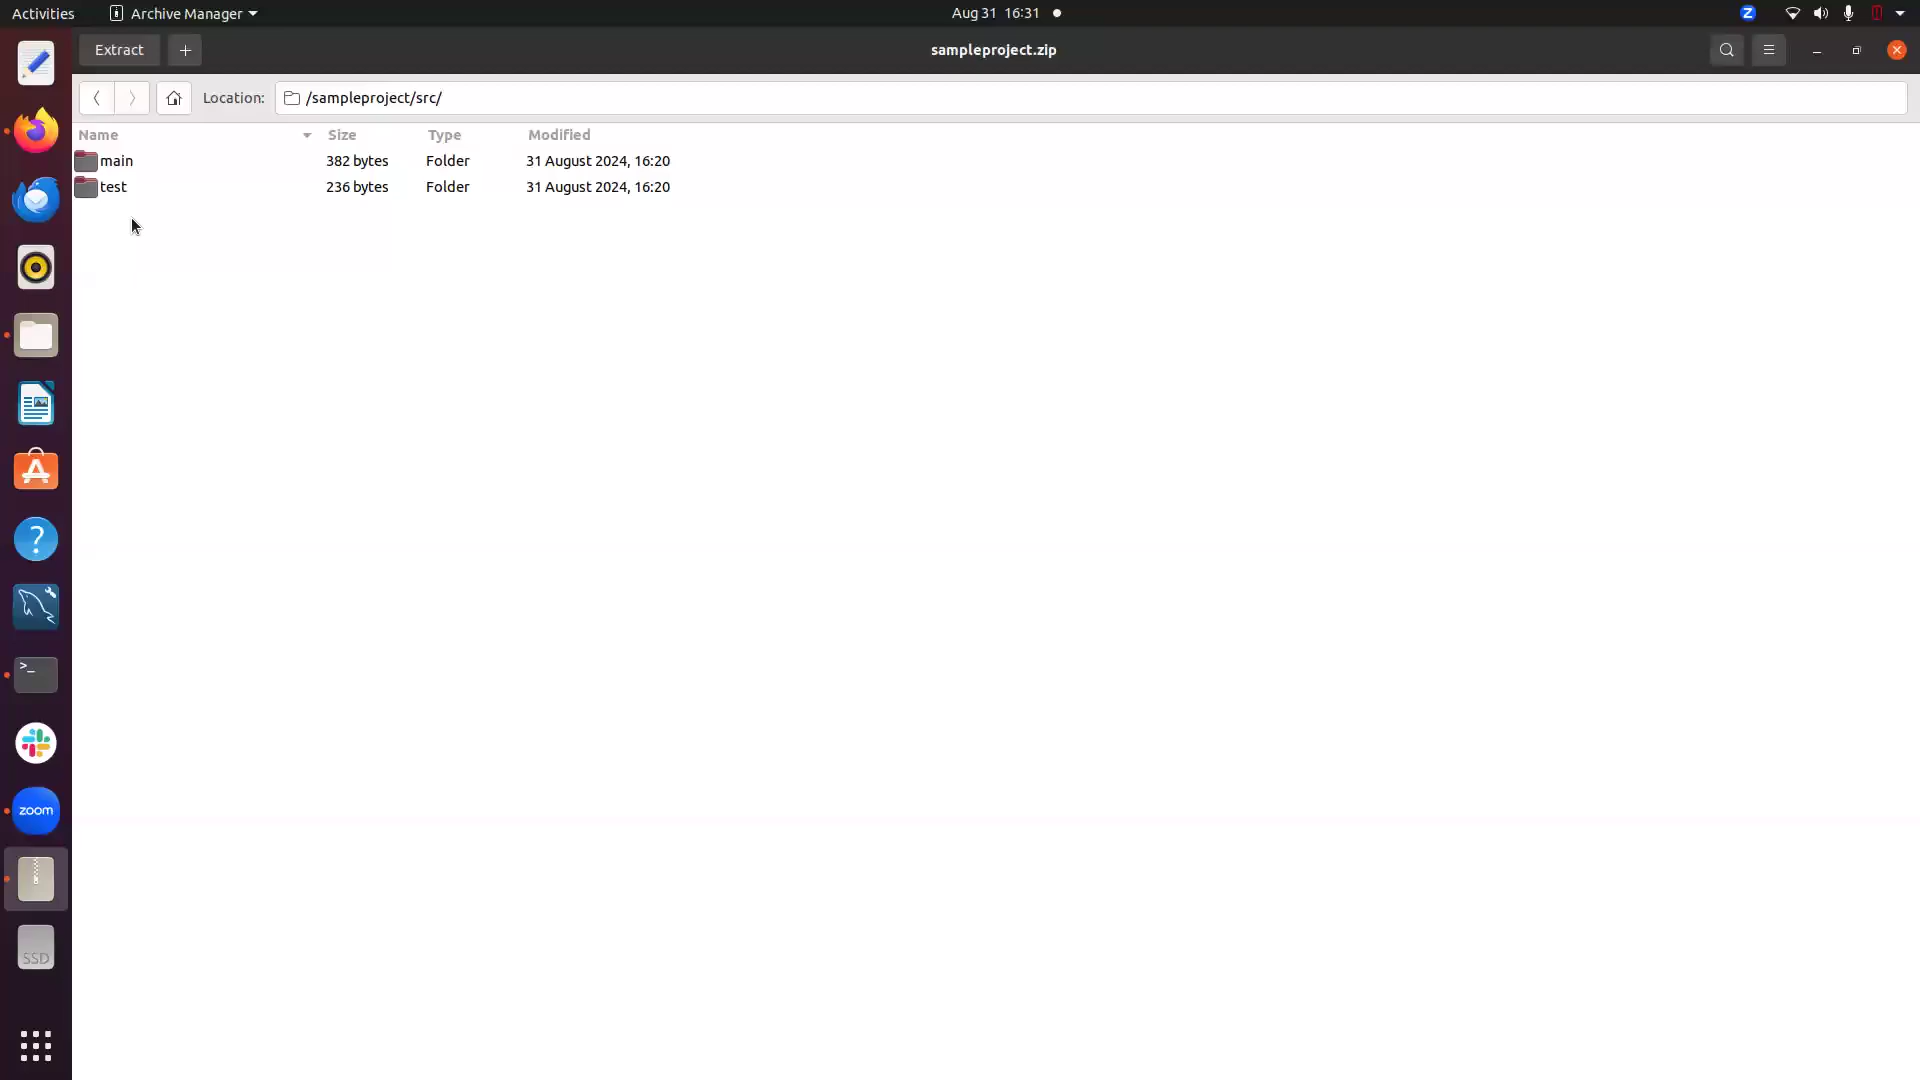 Activities Archive Manager Aug 31 16:31 Z
Extract + sampleproject.zip
Location: /sampleproject/src/
Name Size Type Modified
main 382 bytes Folder 31 August 2024, 16:20
test 236 bytes Folder 31 August 2024, 16:20
?
>_
zoom
SSD